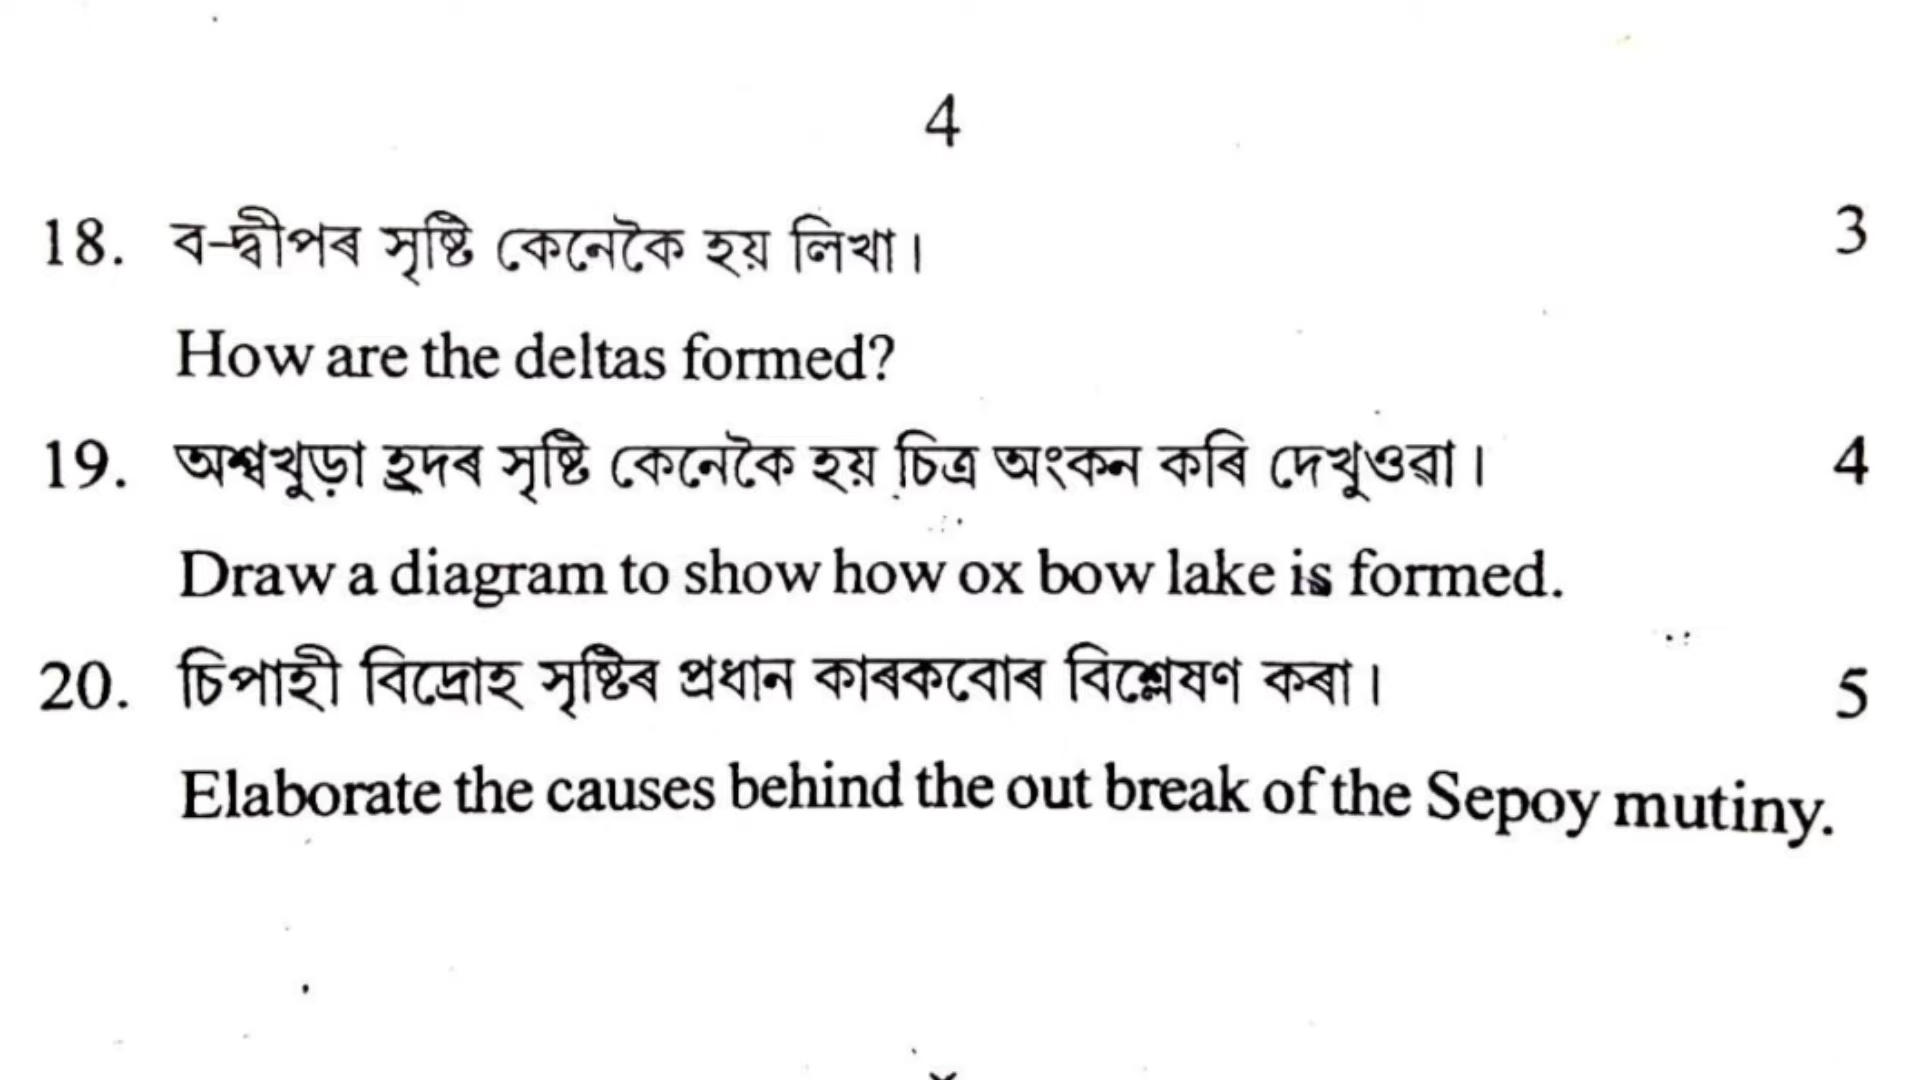 4
18. ব-দ্বীপৰ সৃষ্টি কেনেকৈ হয় লিখা। 3
How are the deltas formed?
19. অশ্বখুড়া হ্ৰদৰ সৃষ্টি কেনেকৈ হয় চিত্ৰ অংকন কৰি দেখুওৱা। 4
Draw a diagram to show how ox bow lake is formed.
20. চিপাহী বিদ্ৰোহ সৃষ্টিৰ প্ৰধান কাৰকবোৰ বিশ্লেষণ কৰা। 5
Elaborate the causes behind the out break of the Sepoy mutiny.